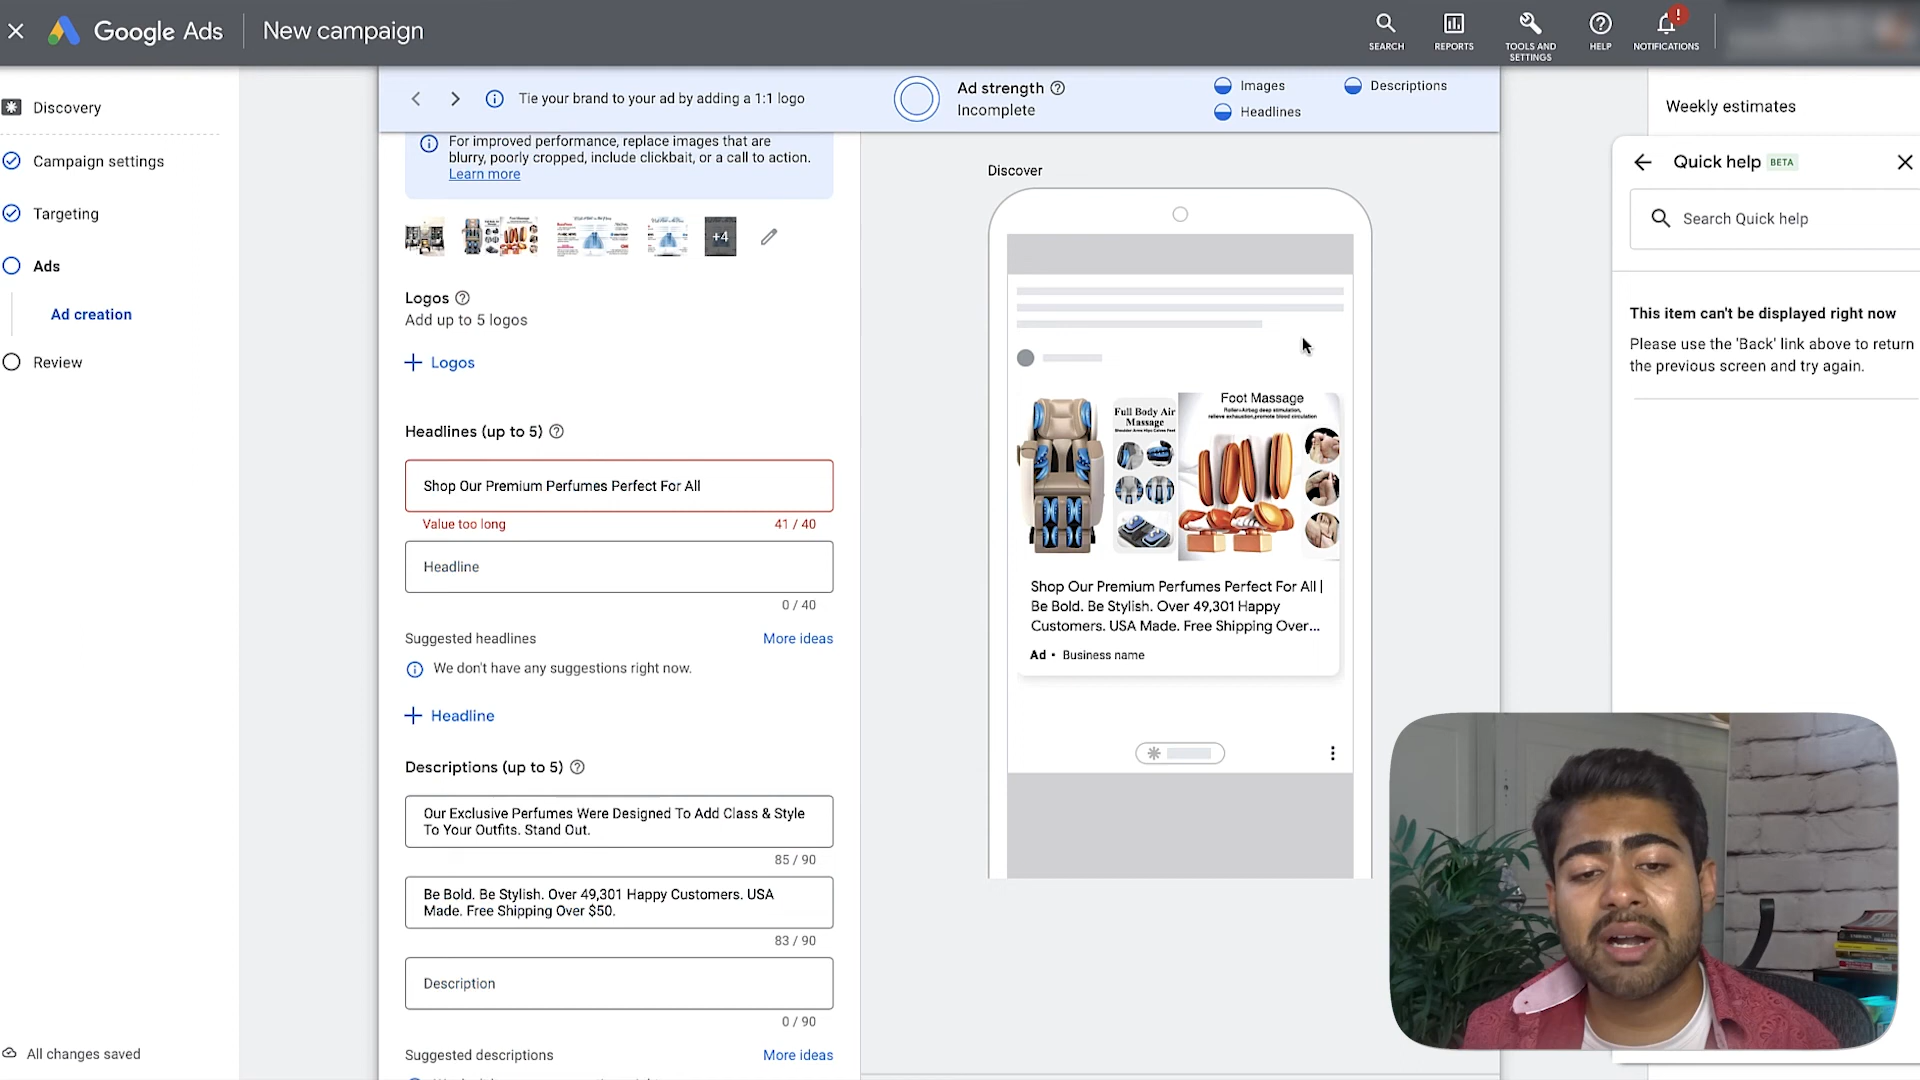 Google Ads
New campaign
SEARCH
REPORTS
TOOLS AND
SETTINGS
HELP
!
NOTIFICATIONS
Discovery
Campaign settings
Targeting
Ads
Ad creation
Review
All changes saved
Tie your brand to your ad by adding a 1:1 logo
Ad strength
Incomplete
Images
Headlines
Descriptions
For improved performance, replace images that are
blurry, poorly cropped, include clickbait, or a call to action.
Learn more
+4
Logos
Add up to 5 logos
Logos
Headlines (up to 5)
Shop Our Premium Perfumes Perfect For All
Value too long
41 / 40
Headline
0 / 40
Suggested headlines
More ideas
We don't have any suggestions right now.
Headline
Descriptions (up to 5)
Our Exclusive Perfumes Were Designed To Add Class & Style
To Your Outfits. Stand Out.
85 / 90
Be Bold. Be Stylish. Over 49,301 Happy Customers. USA
Made. Free Shipping Over $50.
83 / 90
Description
0 / 90
Suggested descriptions
More ideas
Discover
Full Body Air
Massage
Foot Massage
Shop Our Premium Perfumes Perfect For All |
Be Bold. Be Stylish. Over 49,301 Happy
Customers. USA Made. Free Shipping Over...
Ad • Business name
Weekly estimates
Quick help BETA
Search Quick help
This item can't be displayed right now
Please use the 'Back' link above to return
the previous screen and try again.